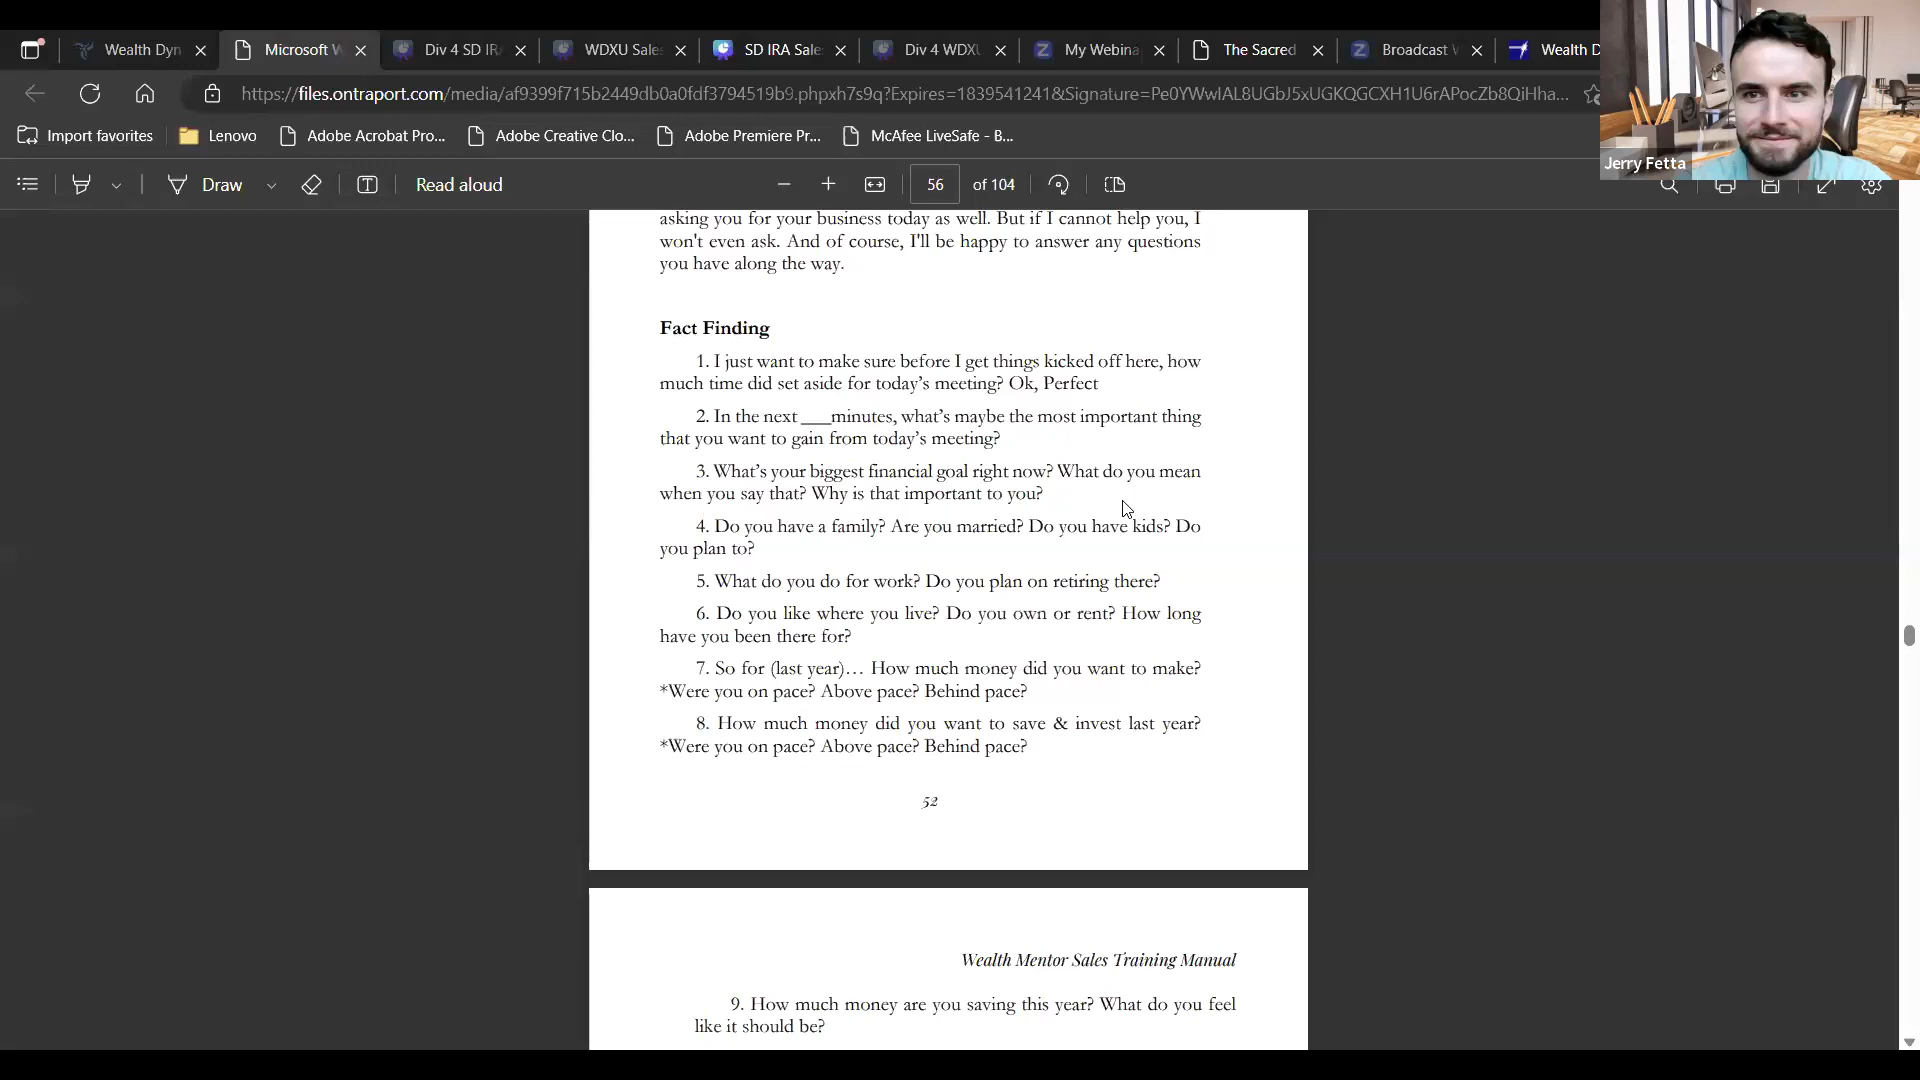 Wealth Dyn
Microsoft W
Div 4 SD IRA
WDXU Sales
SD IRA Sale
Div 4 WDXU
My Webina
The Sacred
Broadcast
Wealth D
https://files.ontraport.com/media/af9399f715b2449db0a0fdf3794519b9.phpxh7s9q?Expires=1839541241&Signature=Pe0YWwIAL8UGbJ5xUGKQGCXH1U6rAPocZb8QiHha...
Import favorites
Lenovo
Adobe Acrobat Pro...
Adobe Creative Clo...
Adobe Premiere Pr...
McAfee LiveSafe - B...
Jerry Fetta
Draw
Read aloud
56 of 104
asking you for your business today as well. But if I cannot help you, I
won't even ask. And of course, I'll be happy to answer any questions
you have along the way.
Fact Finding
1. I just want to make sure before I get things kicked off here, how
much time did set aside for today’s meeting? Ok, Perfect
2. In the next ___minutes, what’s maybe the most important thing
that you want to gain from today’s meeting?
3. What’s your biggest financial goal right now? What do you mean
when you say that? Why is that important to you?
4. Do you have a family? Are you married? Do you have kids? Do
you plan to?
5. What do you do for work? Do you plan on retiring there?
6. Do you like where you live? Do you own or rent? How long
have you been there for?
7. So for (last year)… How much money did you want to make?
*Were you on pace? Above pace? Behind pace?
8. How much money did you want to save & invest last year?
*Were you on pace? Above pace? Behind pace?
52
Wealth Mentor Sales Training Manual
9. How much money are you saving this year? What do you feel
like it should be?